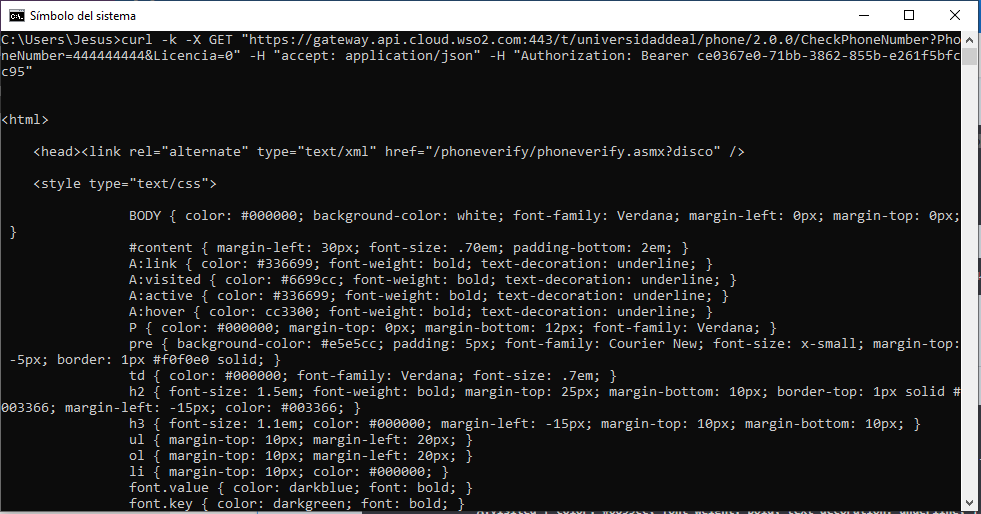 Símbolo del sistema
C:\Users\Jesus>curl -k -X GET "https://gateway.api.cloud.wso2.com:443/t/universidaddeal/phone/2.0.0/CheckPhoneNumber?Pho
neNumber=444444444&Licencia=0" -H "accept: application/json" -H "Authorization: Bearer ce0367e0-71bb-3862-855b-e261f5bfc
c95"
<html>
<head><link rel="alternate" type="text/xml" href="/phoneverify/phoneverify.asmx?disco" />
<style type="text/css">
BODY { color: #000000; background-color: white; font-family: Verdana; margin-left: 0px; margin-top: 0px;
}
#content { margin-left: 30px; font-size: .70em; padding-bottom: 2em; }
A:link { color: #336699; font-weight: bold; text-decoration: underline; }
A:visited { color: #6699cc; font-weight: bold; text-decoration: underline; }
A:active { color: #336699; font-weight: bold; text-decoration: underline; }
A:hover { color: cc3300; font-weight: bold; text-decoration: underline; }
P { color: #000000; margin-top: 0px; margin-bottom: 12px; font-family: Verdana; }
pre { background-color: #e5e5cc; padding: 5px; font-family: Courier New; font-size: x-small; margin-top:
-5px; border: 1px #f0f0e0 solid; }
td { color: #000000; font-family: Verdana; font-size: .7em; }
h2 { font-size: 1.5em; font-weight: bold; margin-top: 25px; margin-bottom: 10px; border-top: 1px solid #
003366; margin-left: -15px; color: #003366; }
h3 { font-size: 1.1em; color: #000000; margin-left: -15px; margin-top: 10px; margin-bottom: 10px; }
ul { margin-top: 10px; margin-left: 20px; }
ol { margin-top: 10px; margin-left: 20px; }
li { margin-top: 10px; color: #000000; }
font.value { color: darkblue; font: bold; }
font.key { color: darkgreen; font: bold; }